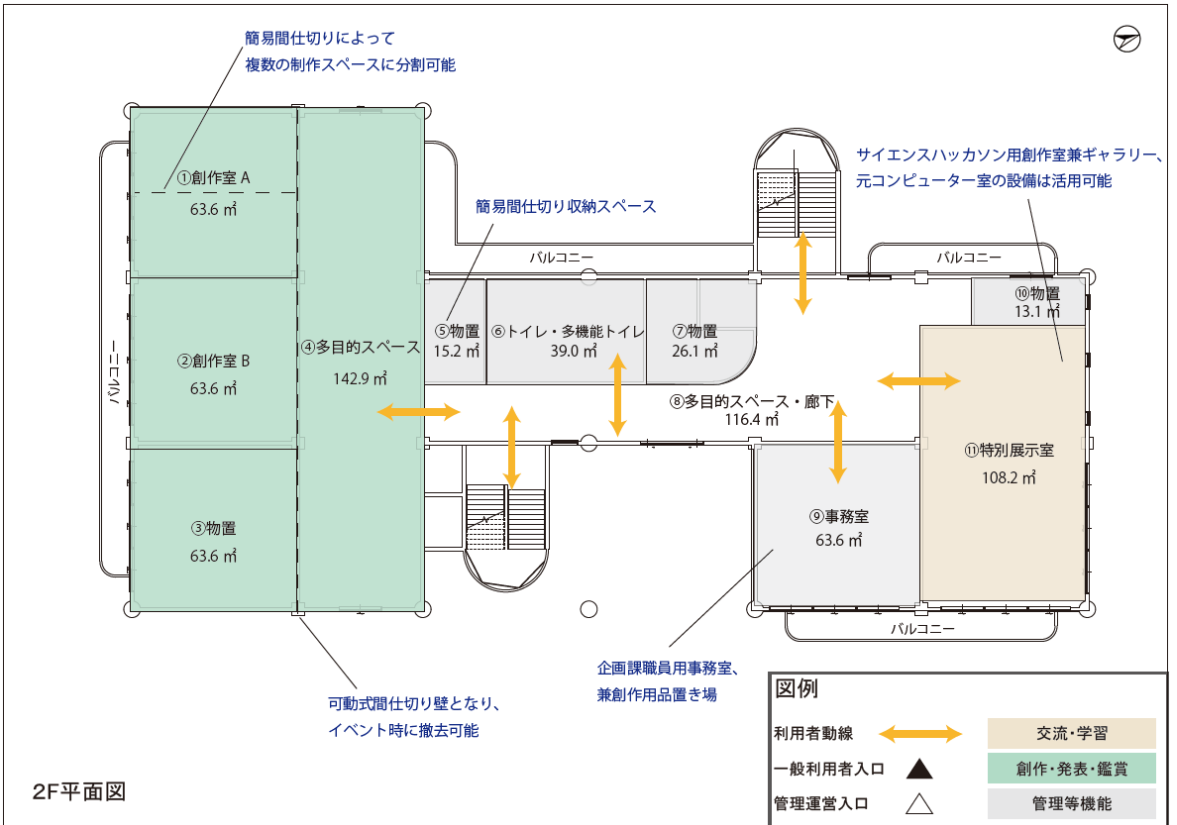 簡易間仕切りによって
複数の制作スペースに分割可能
サイエンスハッカソン用創作室兼ギャラリー、
元コンピューター室の設備は活用可能
①創作室 A
63.6 ㎡
簡易間仕切り収納スペース
バルコニー
バルコニー
⑩物置
13.1 ㎡
⑤物置
15.2 ㎡
⑥トイレ・多機能トイレ
39.0 ㎡
⑦物置
26.1 ㎡
バルコニー
②創作室 B
63.6 ㎡
④多目的スペース
142.9 ㎡
⑧多目的スペース・廊下
116.4 ㎡
⑪特別展示室
108.2 ㎡
③物置
63.6 ㎡
⑨事務室
63.6 ㎡
バルコニー
企画課職員用事務室、
兼創作用品置き場
可動式間仕切り壁となり、
イベント時に撤去可能
2F平面図
図例
利用者動線
交流・学習
一般利用者入口
創作・発表・鑑賞
管理運営入口
管理等機能